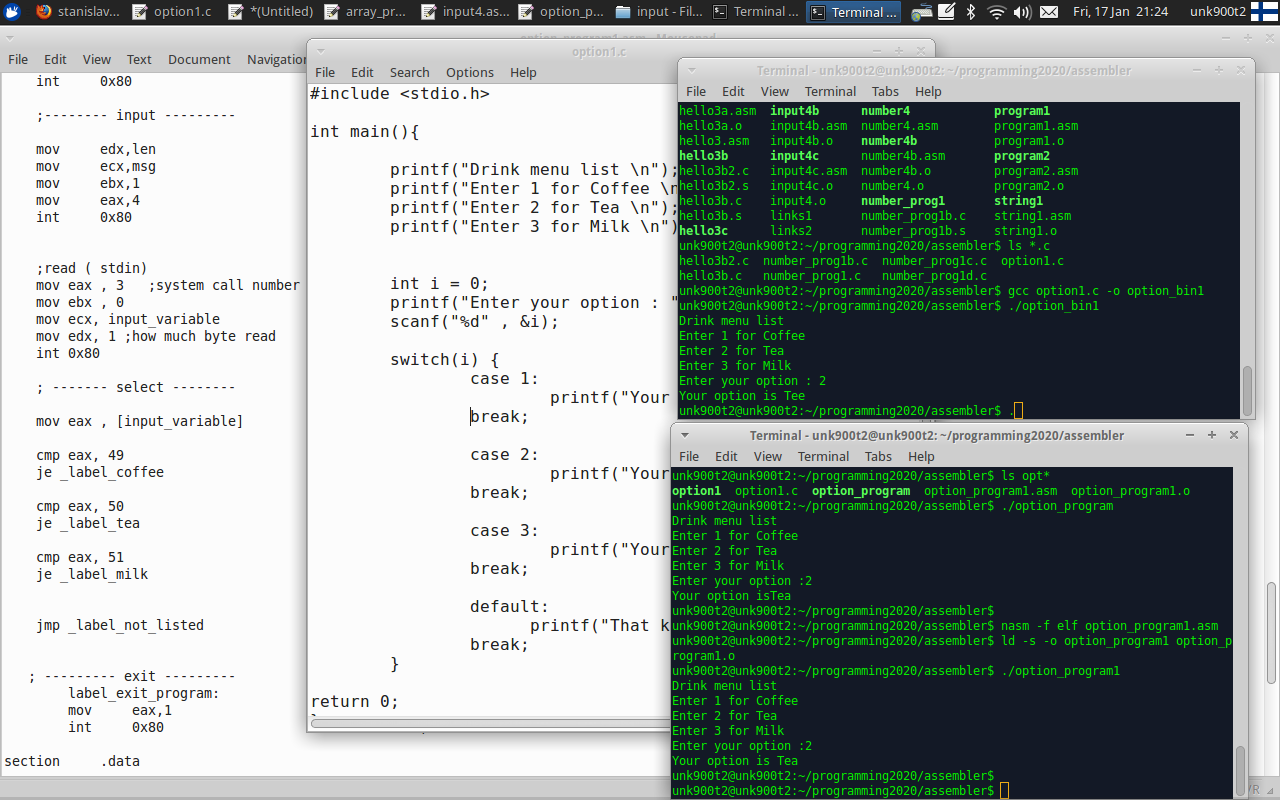 stanislav...
option1.c
*(Untitled)
array_pr...
input4.as...
option_p...
input - Fil...
Terminal ...
Terminal ...
Fri, 17 Jan 21:24
unk900t2
File Edit View Text Document Navigation
int 0x80
;-------- input ---------
mov edx,len
mov ecx,msg
mov ebx,1
mov eax,4
int 0x80
;read ( stdin)
mov eax , 3 ;system call number
mov ebx , 0
mov ecx, input_variable
mov edx, 1 ;how much byte read
int 0x80
; ------- select --------
mov eax , [input_variable]
cmp eax, 49
je _label_coffee
cmp eax, 50
je _label_tea
cmp eax, 51
je _label_milk
jmp _label_not_listed
; --------- exit ---------
label_exit_program:
mov eax,1
int 0x80
section .data
option1.c
File Edit Search Options Help
#include <stdio.h>
int main(){
printf("Drink menu list \n");
printf("Enter 1 for Coffee \n
printf("Enter 2 for Tea \n");
printf("Enter 3 for Milk \n")
int i = 0;
printf("Enter your option : "
scanf("%d" , &i);
switch(i) {
case 1:
printf("Your
break;
case 2:
printf("Your
break;
case 3:
printf("Your
break;
default:
printf("That k
break;
}
return 0;
Terminal - unk900t2@unk900t2: ~/programming2020/assembler
File Edit View Terminal Tabs Help
hello3a.asm input4b number4 program1
hello3a.o input4b.asm number4.asm program1.asm
hello3.asm input4b.o number4b program1.o
hello3b input4c number4b.asm program2
hello3b2.c input4c.asm number4b.o program2.asm
hello3b2.s input4c.o number4.o program2.o
hello3b.c input4.o number_prog1 string1
hello3b.s links1 number_prog1b.c string1.asm
hello3c links2 number_prog1b.s string1.o
unk900t2@unk900t2:~/programming2020/assembler$ ls *.c
hello3b2.c number_prog1b.c number_prog1c.c option1.c
hello3b.c number_prog1.c number_prog1d.c
unk900t2@unk900t2:~/programming2020/assembler$ gcc option1.c -o option_bin1
unk900t2@unk900t2:~/programming2020/assembler$ ./option_bin1
Drink menu list
Enter 1 for Coffee
Enter 2 for Tea
Enter 3 for Milk
Enter your option : 2
Your option is Tee
unk900t2@unk900t2:~/programming2020/assembler$ .
Terminal - unk900t2@unk900t2: ~/programming2020/assembler
File Edit View Terminal Tabs Help
unk900t2@unk900t2:~/programming2020/assembler$ ls opt*
option1 option1.c option_program option_program1.asm option_program1.o
unk900t2@unk900t2:~/programming2020/assembler$ ./option_program
Drink menu list
Enter 1 for Coffee
Enter 2 for Tea
Enter 3 for Milk
Enter your option :2
Your option isTea
unk900t2@unk900t2:~/programming2020/assembler$
unk900t2@unk900t2:~/programming2020/assembler$ nasm -f elf option_program1.asm
unk900t2@unk900t2:~/programming2020/assembler$ ld -s -o option_program1 option_p
rogram1.o
unk900t2@unk900t2:~/programming2020/assembler$ ./option_program1
Drink menu list
Enter 1 for Coffee
Enter 2 for Tea
Enter 3 for Milk
Enter your option :2
Your option is Tea
unk900t2@unk900t2:~/programming2020/assembler$
unk900t2@unk900t2:~/programming2020/assembler$